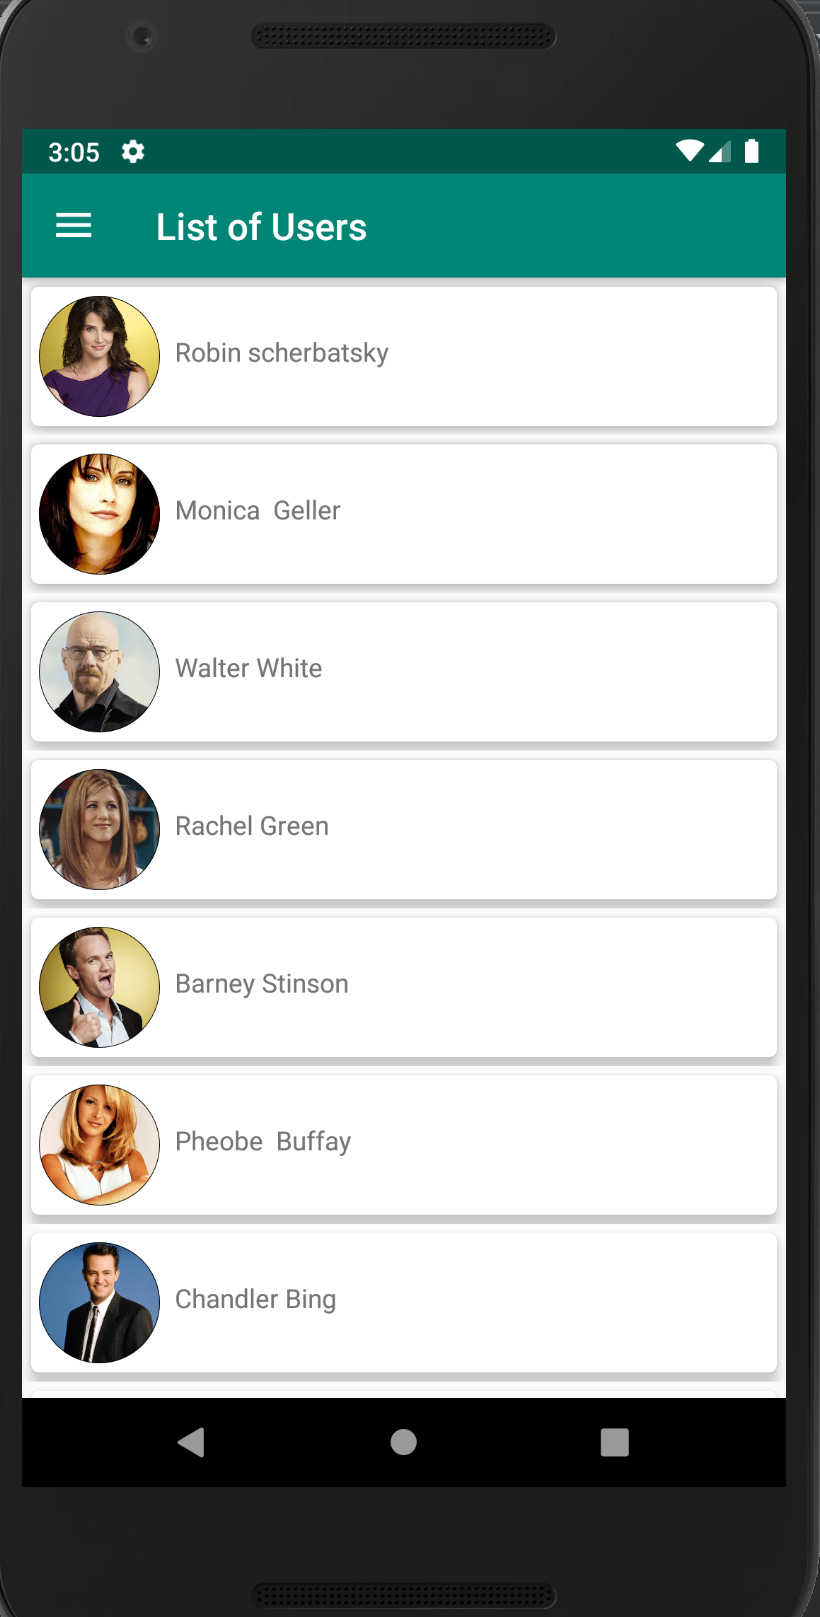 3:05
List of Users
Robin scherbatsky
Monica  Geller
Walter White
Rachel Green
Barney Stinson
Pheobe  Buffay
Chandler Bing